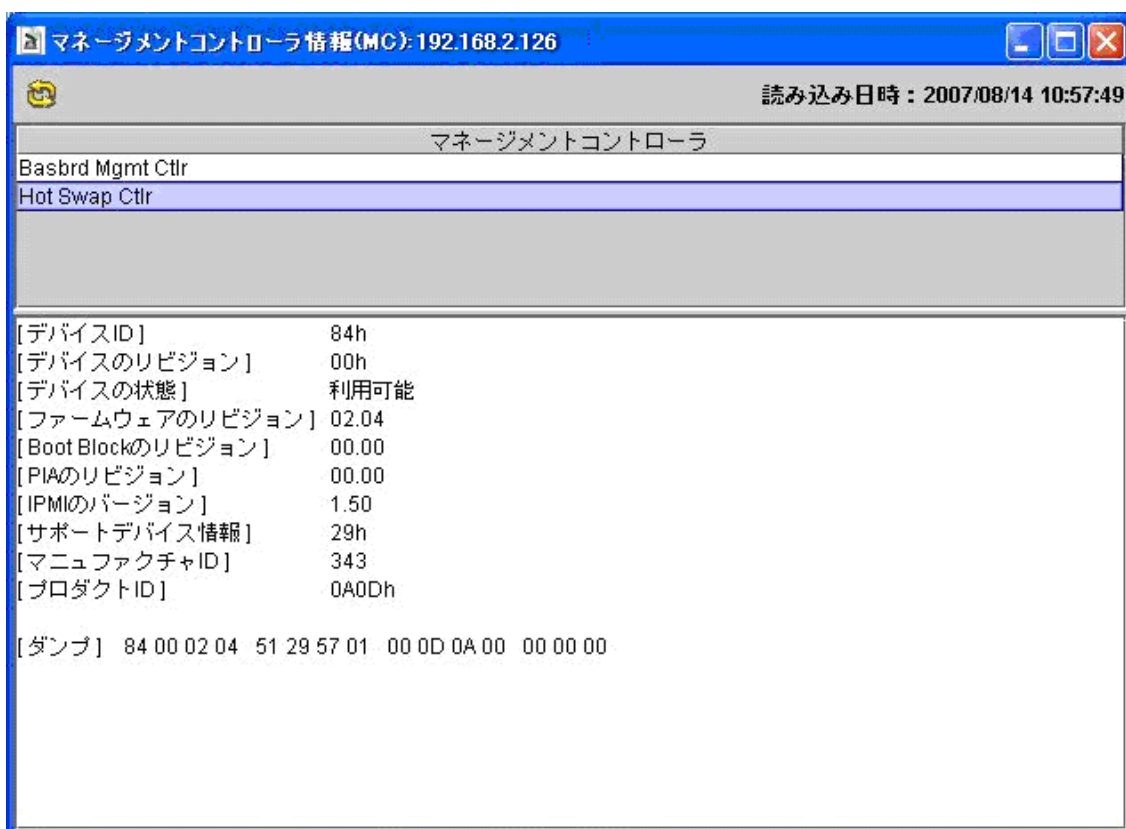 マネージメントコントローラ情報(MC):192.168.2.126
読み込み日時：2007/08/14 10:57:49
マネージメントコントローラ
Basbrd Mgmt Ctlr
Hot Swap Ctlr
[デバイスID] 84h
[デバイスのリビジョン] 00h
[デバイスの状態] 利用可能
[ファームウェアのリビジョン] 02.04
[Boot Blockのリビジョン] 00.00
[PIAのリビジョン] 00.00
[IPMIのバージョン] 1.50
[サポートデバイス情報] 29h
[マニュファクチャID] 343
[プロダクトID] 0A0Dh
[ダンプ] 84 00 02 04 51 29 57 01 00 0D 0A 00 00 00 00